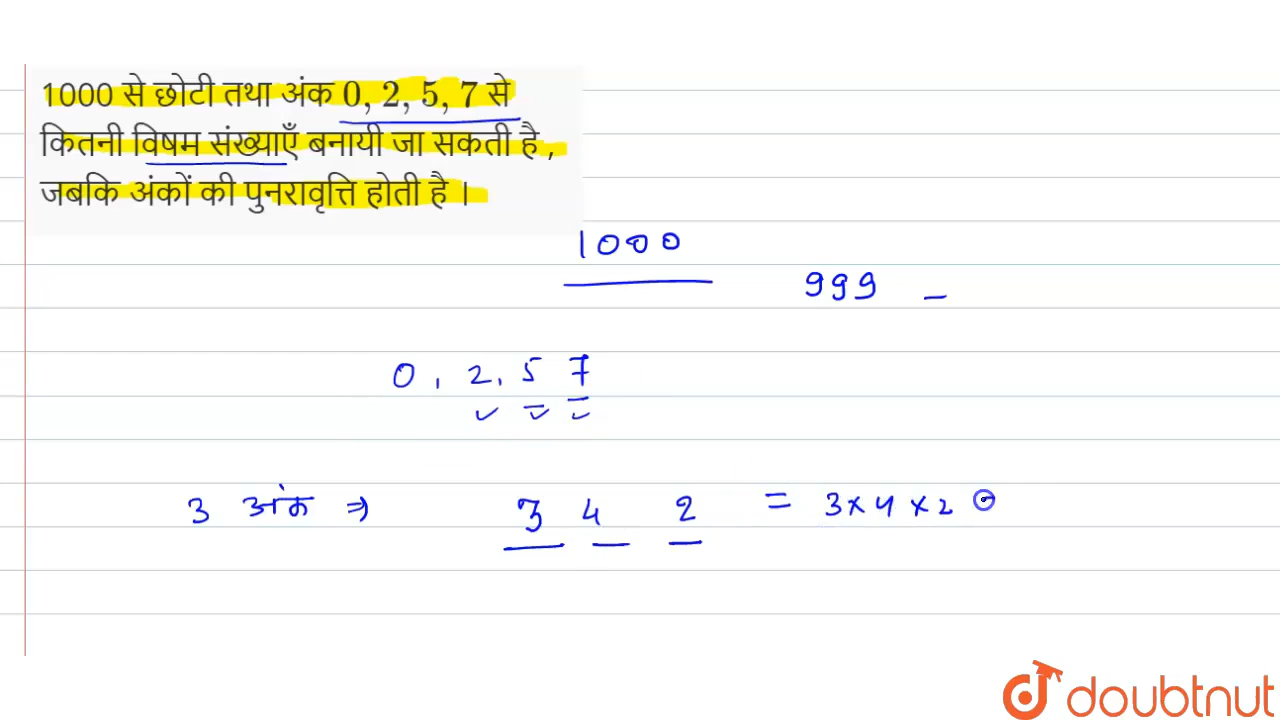 1000 से छोटी तथा अंक 0, 2, 5, 7 से
कितनी विषम संख्याएँ बनायी जा सकती है ,
जबकि अंकों की पुनरावृत्ति होती है ।
1000
999
0, 2, 5 7
3 अंक ⇒ 3 4 2 = 3×4×2
doubtnut